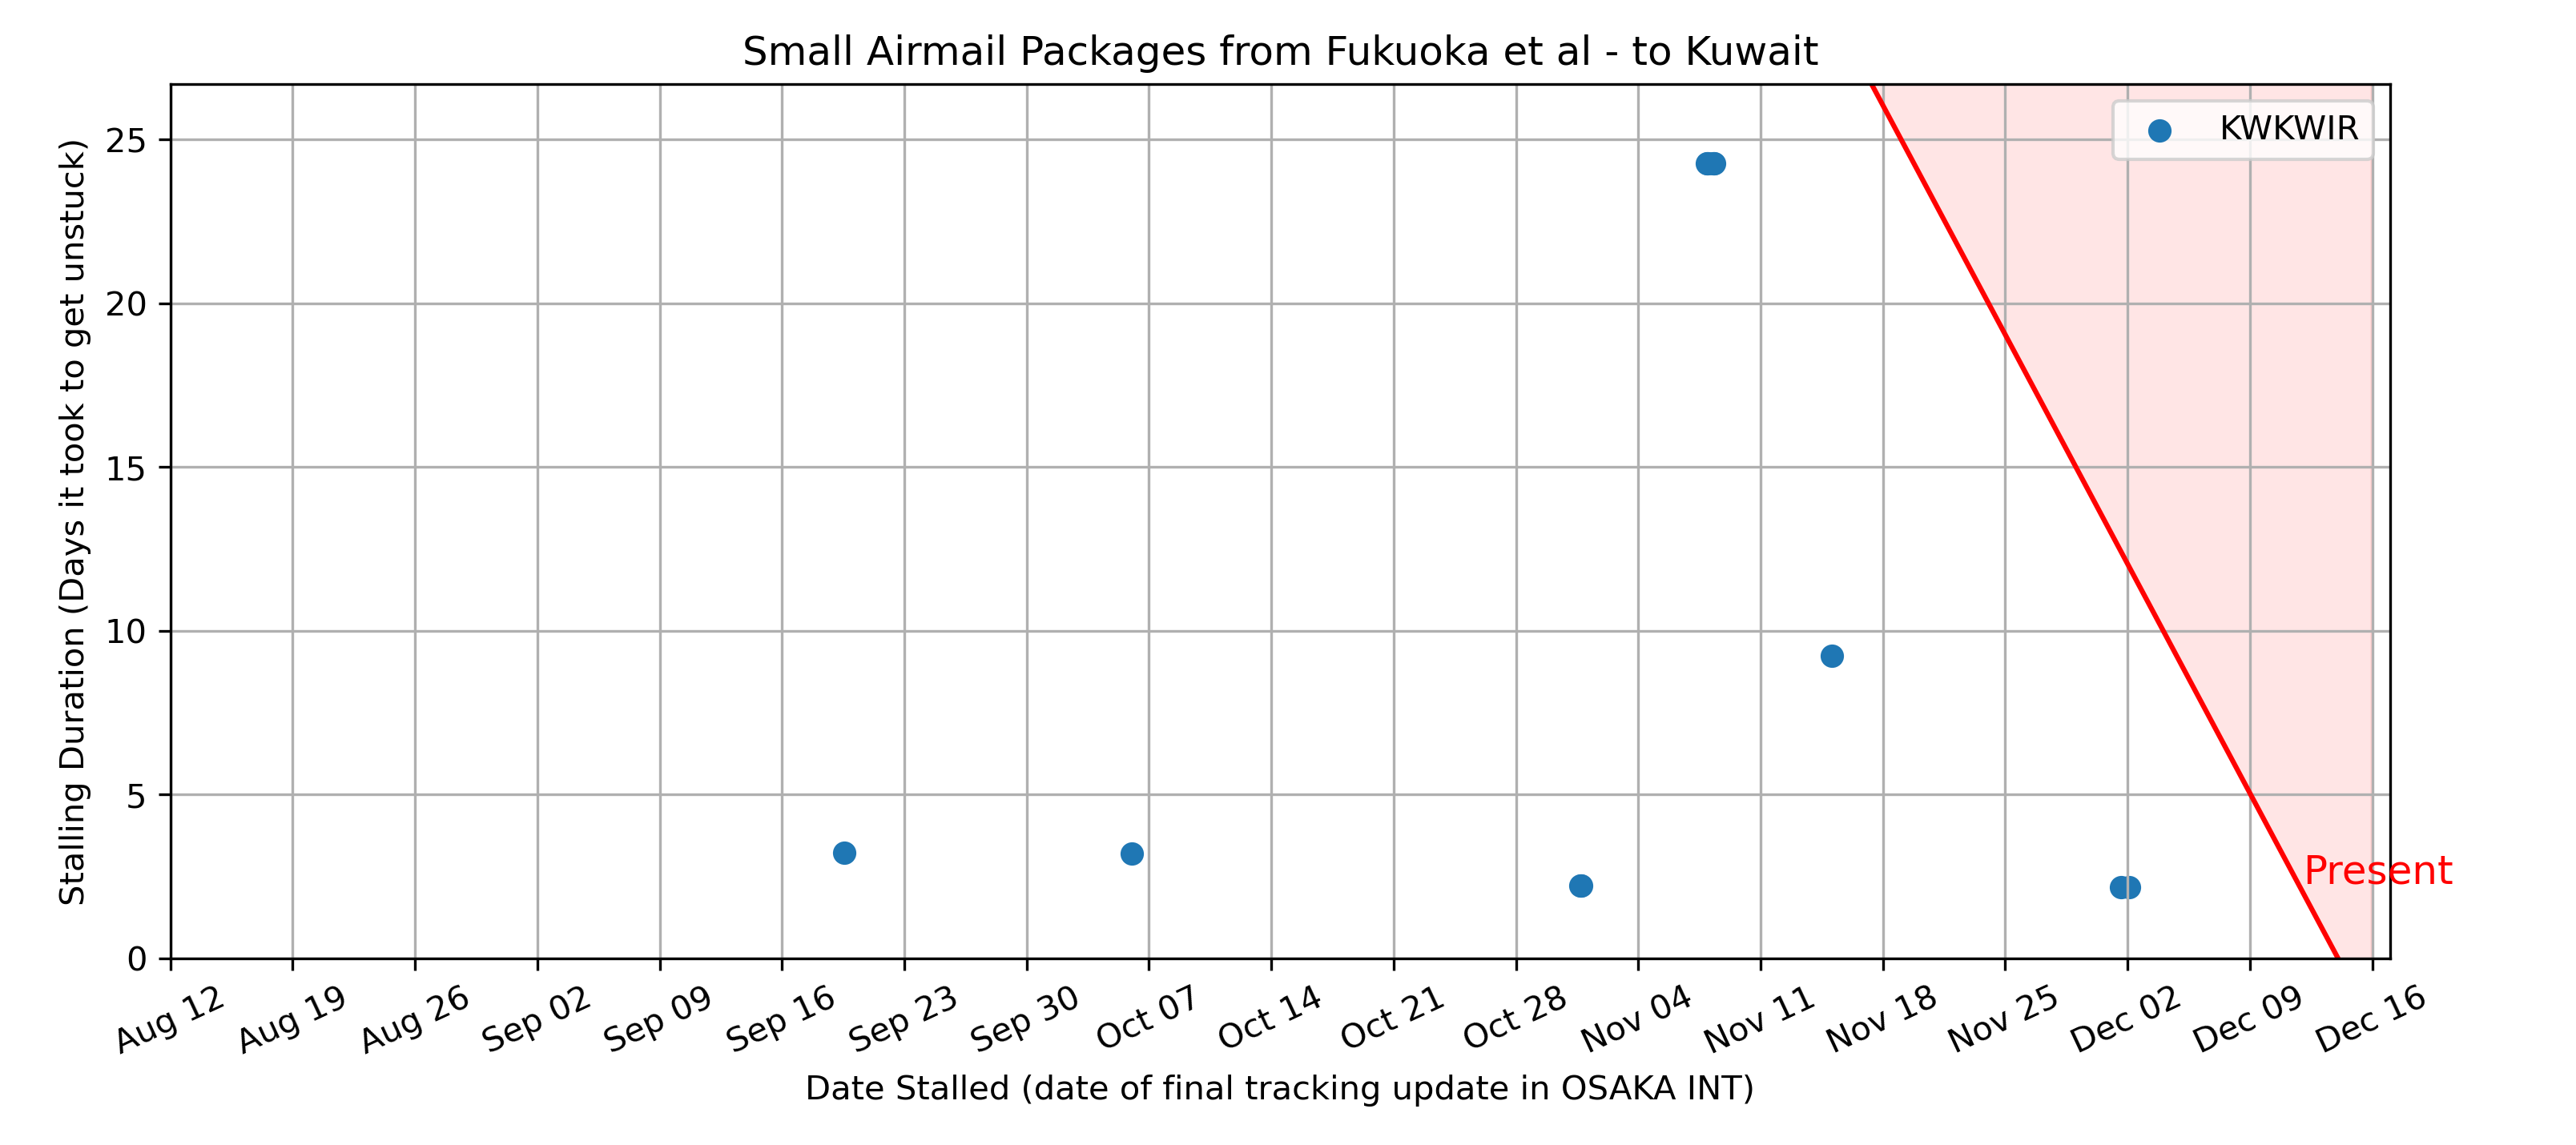 Small Airmail Packages from Fukuoka et al - to Kuwait
KWKWIR
Stalling Duration (Days it took to get unstuck)
25
20
15
10
5
0
Present
Aug 12 Aug 19 Aug 26 Sep 02 Sep 09 Sep 16 Sep 23 Sep 30 Oct 07 Oct 14 Oct 21 Oct 28 Nov 04 Nov 11 Nov 18 Nov 25 Dec 02 Dec 09 Dec 16
Date Stalled (date of final tracking update in OSAKA INT)